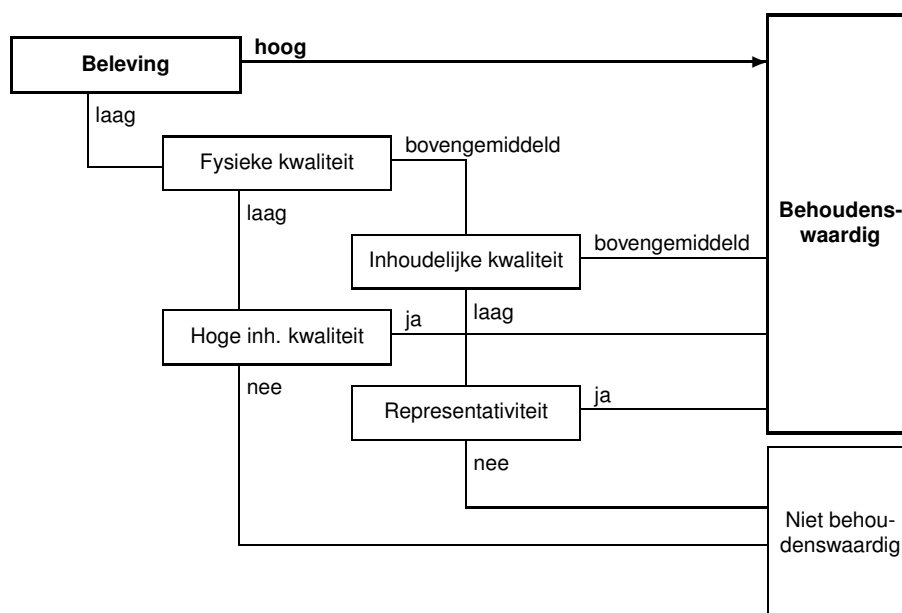 hoog
Beleving
laag
bovengemiddeld
Fysieke kwaliteit
laag
Behoudens-
waardig
bovengemiddeld
Inhoudelijke kwaliteit
laag
ja
Hoge inh. kwaliteit
nee
ja
Representativiteit
nee
Niet behou-
denswaardig